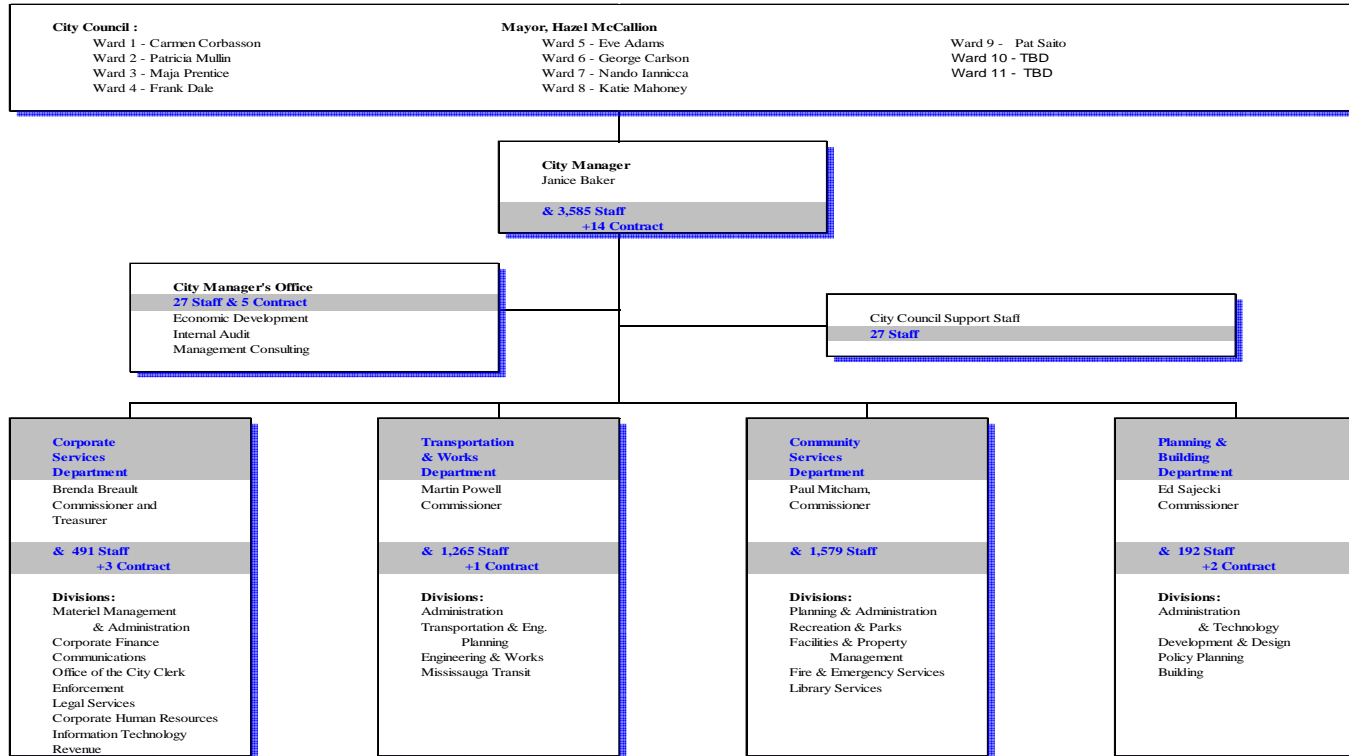 City Council :
Ward 1 - Carmen Corbasson
Ward 2 - Patricia Mullin
Ward 3 - Maja Prentice
Ward 4 - Frank Dale
Mayor, Hazel McCallion
Ward 5 - Eve Adams
Ward 6 - George Carlson
Ward 7 - Nando Iannicca
Ward 8 - Katie Mahoney
Ward 9 - Pat Saito
Ward 10 - TBD
Ward 11 - TBD
City Manager
Janice Baker
& 3,585 Staff
+14 Contract
City Manager's Office
27 Staff & 5 Contract
Economic Development
Internal Audit
Management Consulting
City Council Support Staff
27 Staff
Corporate
Services
Department
Brenda Breault
Commissioner and
Treasurer
& 491 Staff
+3 Contract
Divisions:
Materiel Management
& Administration
Corporate Finance
Communications
Office of the City Clerk
Enforcement
Legal Services
Corporate Human Resources
Information Technology
Revenue
Transportation
& Works
Department
Martin Powell
Commissioner
& 1,265 Staff
+1 Contract
Divisions:
Administration
Transportation & Eng.
Planning
Engineering & Works
Mississauga Transit
Community
Services
Department
Paul Mitcham,
Commissioner
& 1,579 Staff
Divisions:
Planning & Administration
Recreation & Parks
Facilities & Property
Management
Fire & Emergency Services
Library Services
Planning &
Building
Department
Ed Sajecki
Commissioner
& 192 Staff
+2 Contract
Divisions:
Administration
& Technology
Development & Design
Policy Planning
Building